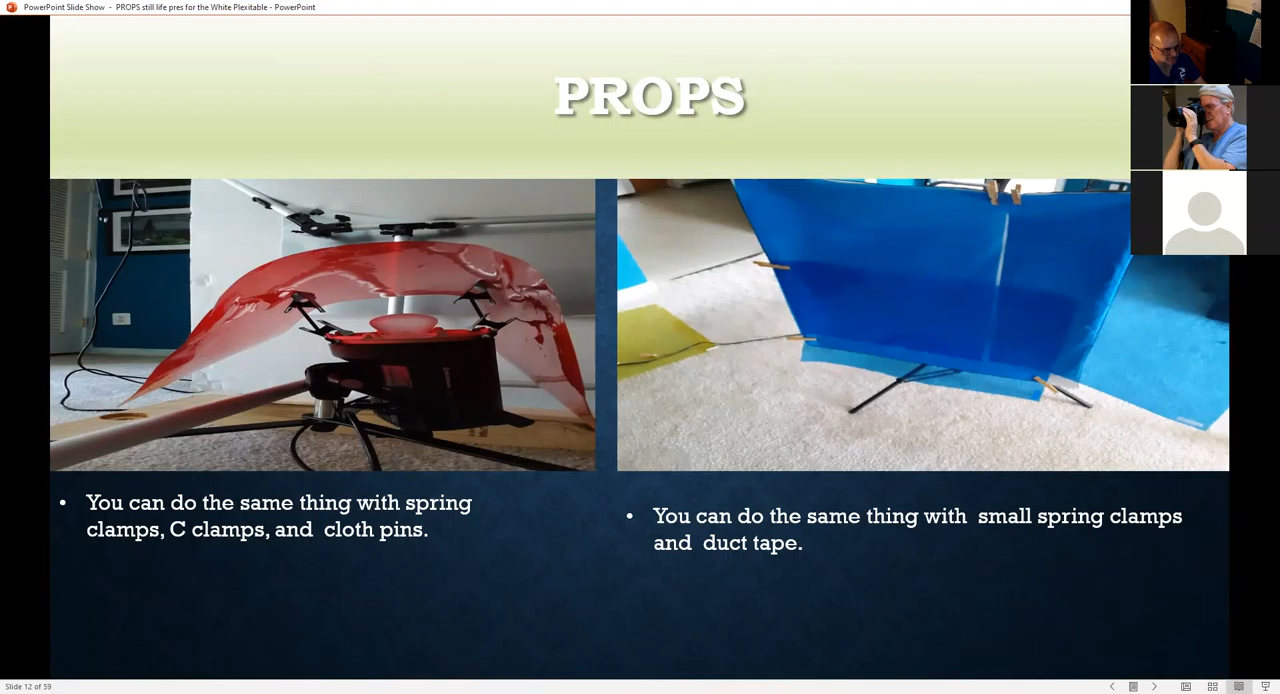 PowerPoint Slide Show - PROPS still life pres for the White Plexitable - PowerPoint
PROPS
• You can do the same thing with spring
clamps, C clamps, and cloth pins.
• You can do the same thing with small spring clamps
and duct tape.
Slide 12 of 59